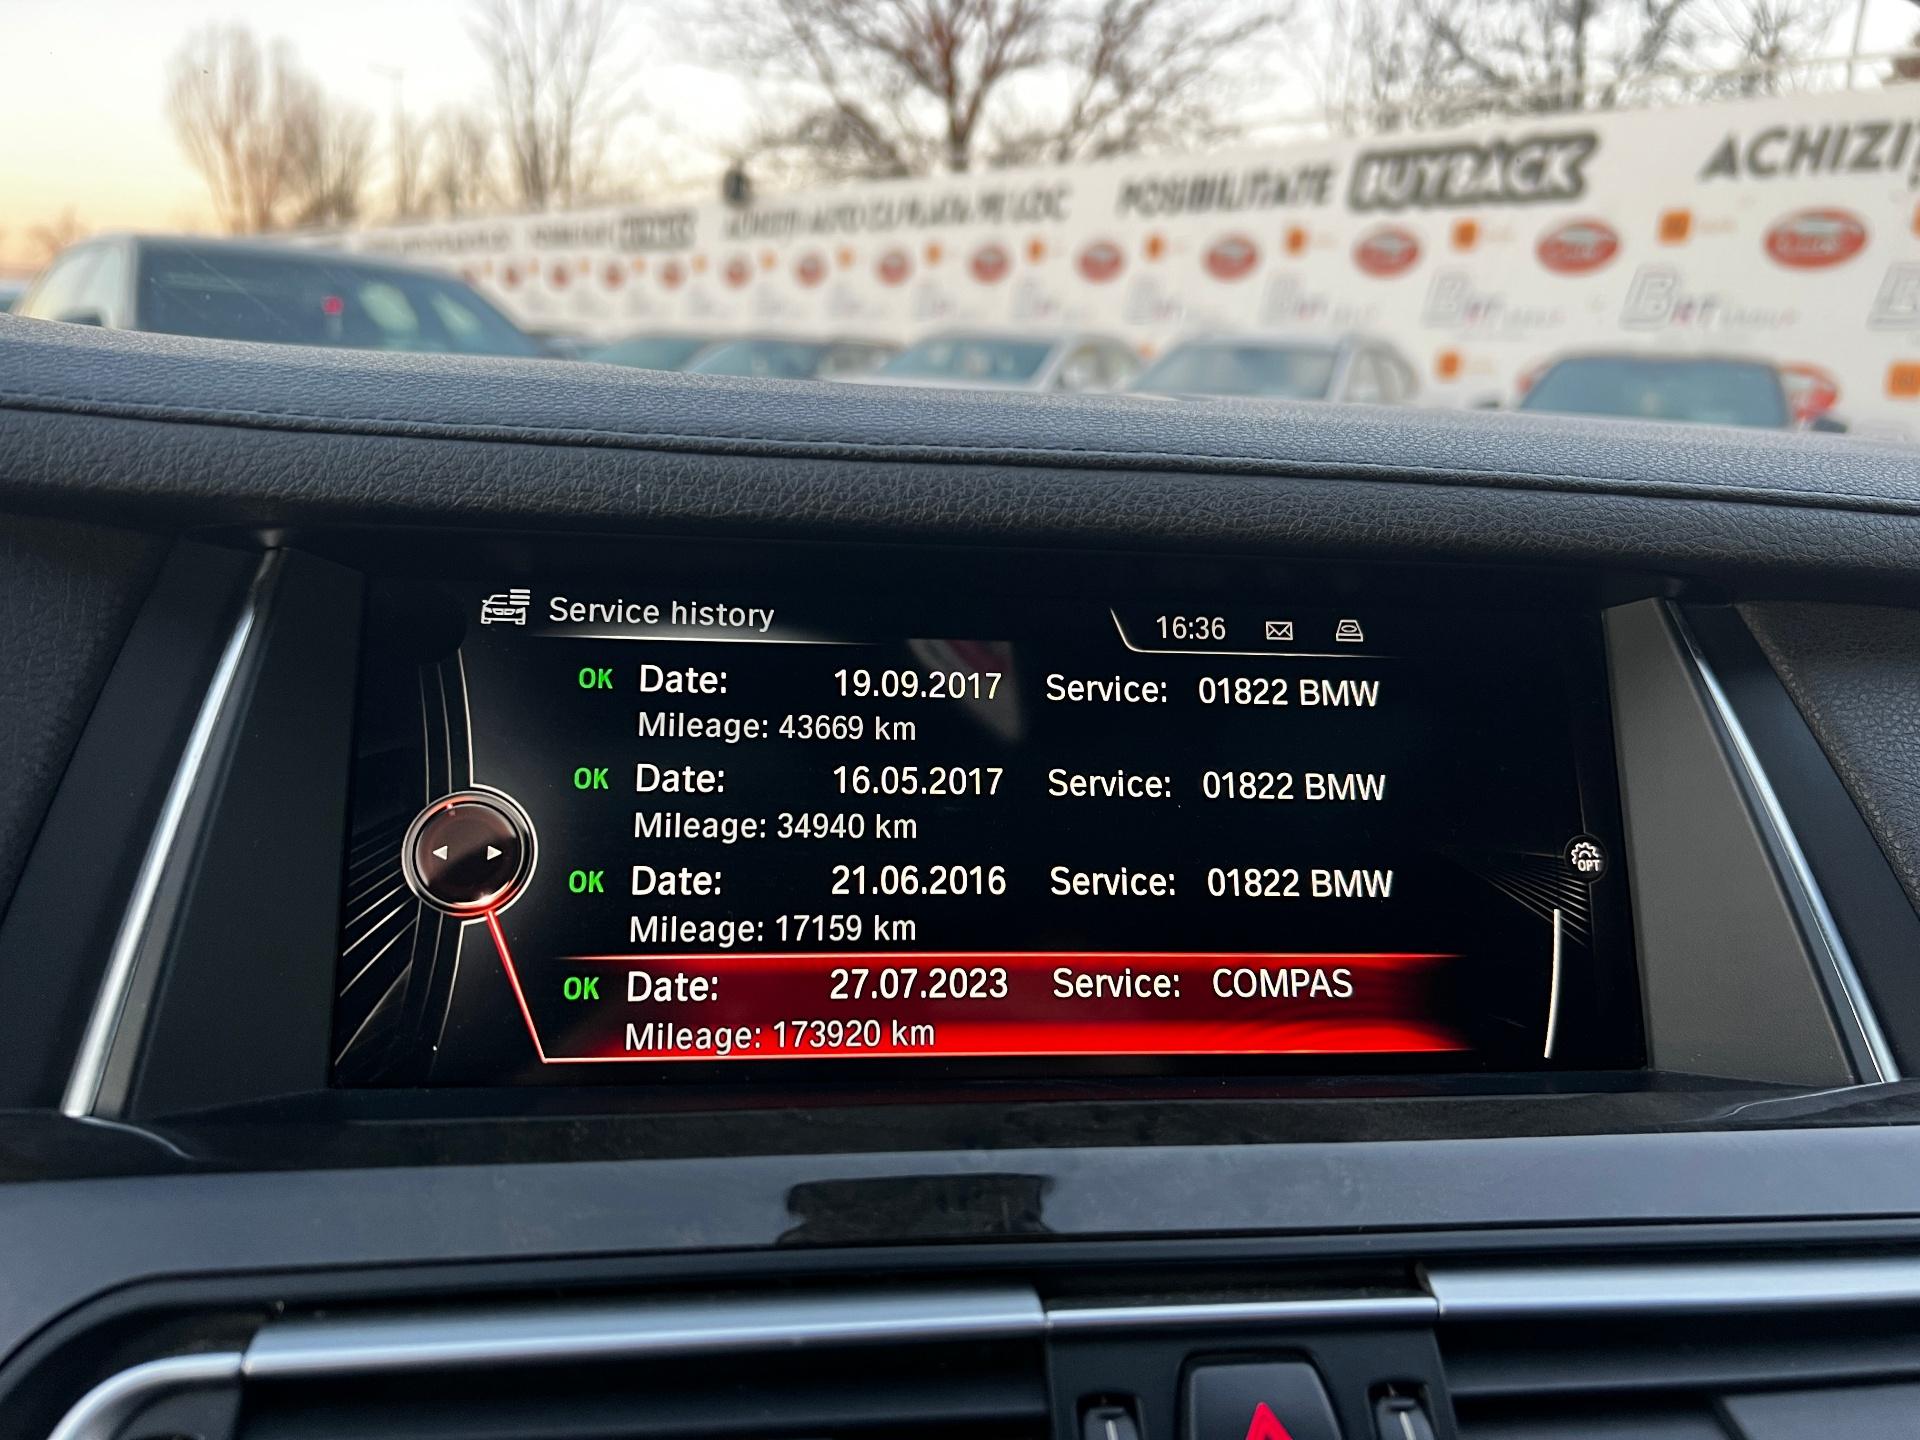 POSIBILITATE BUYBACK
ACHIZIȚ
Service history
16:36
OK Date: 19.09.2017 Service: 01822 BMW
Mileage: 43669 km
OK Date: 16.05.2017 Service: 01822 BMW
Mileage: 34940 km
OK Date: 21.06.2016 Service: 01822 BMW
Mileage: 17159 km
OK Date: 27.07.2023 Service: COMPAS
Mileage: 173920 km
OPT